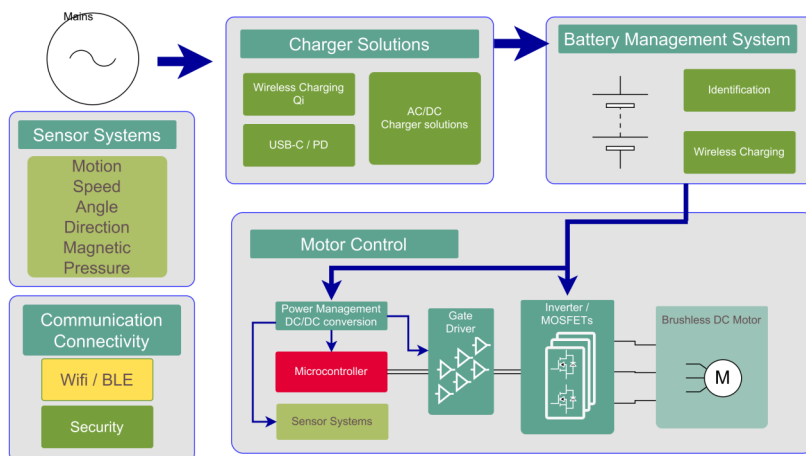 Mains
Charger Solutions
Wireless Charging
Qi
USB-C / PD
AC/DC
Charger solutions
Battery Management System
Identification
Wireless Charging
Sensor Systems
Motion
Speed
Angle
Direction
Magnetic
Pressure
Communication
Connectivity
Wifi / BLE
Security
Motor Control
Power Management
DC/DC conversion
Microcontroller
Sensor Systems
Gate
Driver
Inverter /
MOSFETs
Brushless DC Motor
M